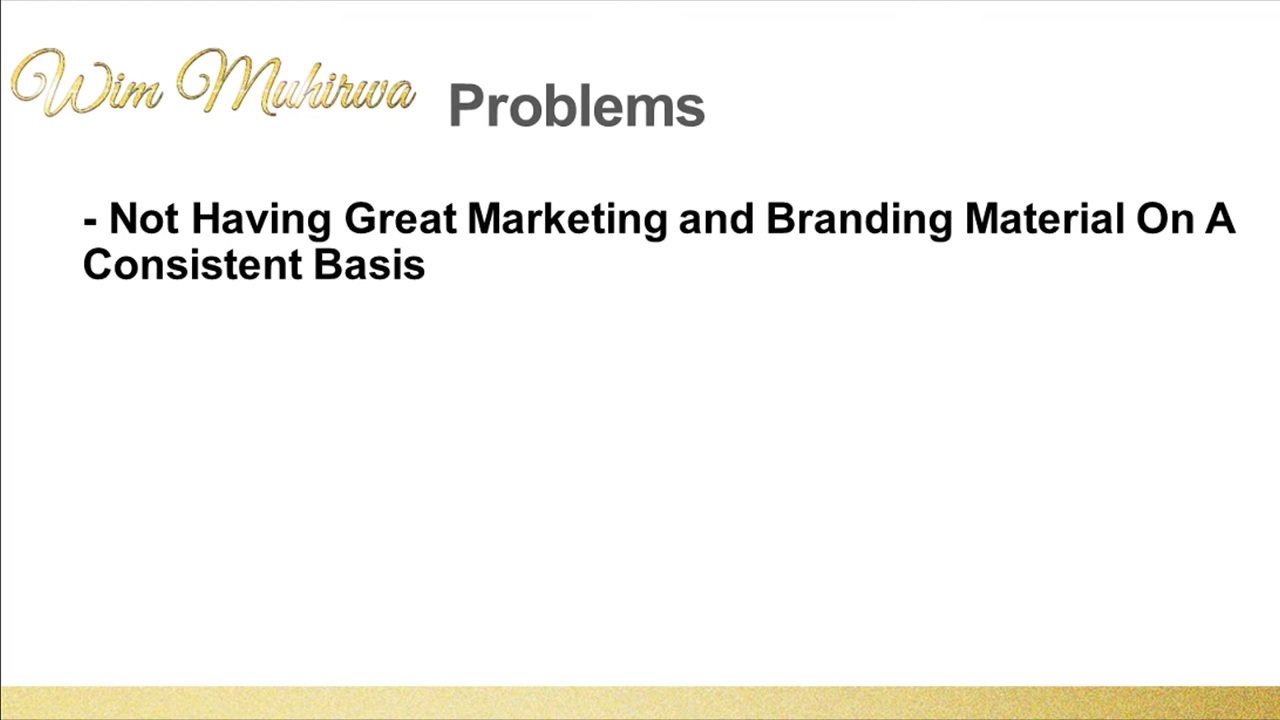 Wim Muhirwa
Problems
- Not Having Great Marketing and Branding Material On A
Consistent Basis